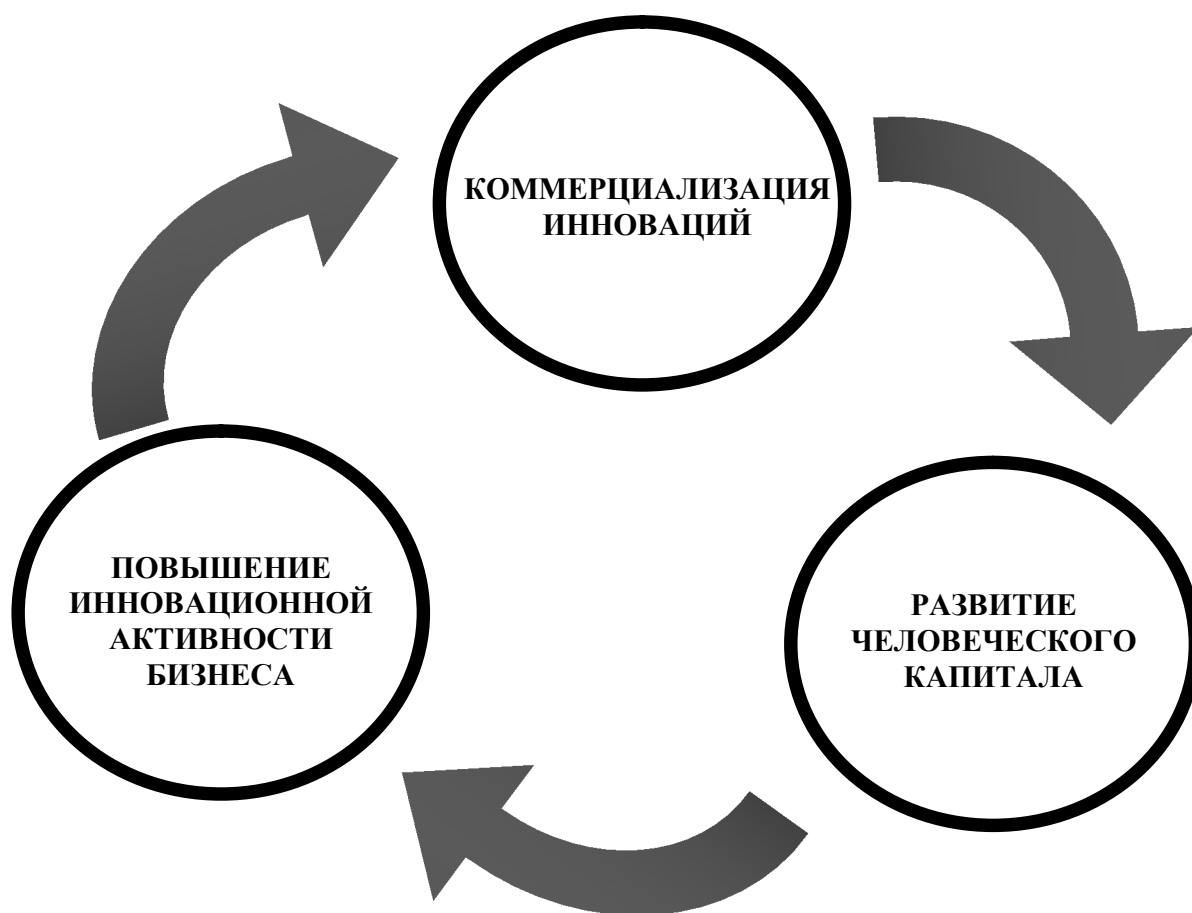 КОММЕРЦИАЛИЗАЦИЯ
ИННОВАЦИЙ
ПОВЫШЕНИЕ
ИННОВАЦИОННОЙ
АКТИВНОСТИ
БИЗНЕСА
РАЗВИТИЕ
ЧЕЛОВЕЧЕСКОГО
КАПИТАЛА